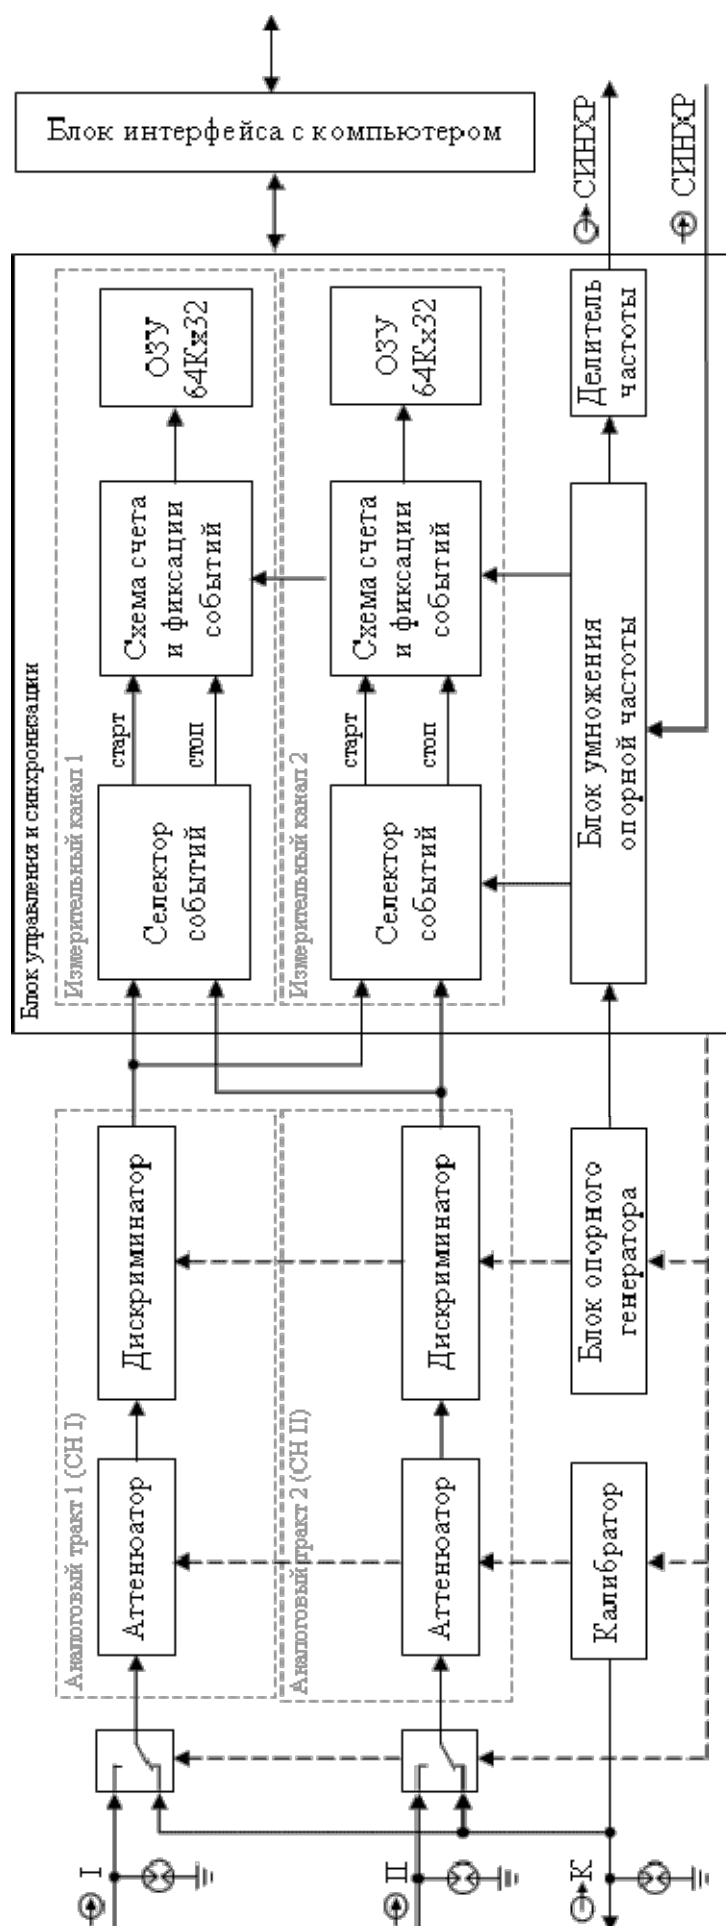 Блок управления и синхронизации
Аналоговый тракт 1 (CH I)
Измерительный канал 1
I
Аттенюатор
Дискриминатор
Селектор
событий
старт
стоп
Схема счета
и фиксации
событий
ОЗУ
64Кх32
Блок интерфейса с компьютером
Аналоговый тракт 2 (CH II)
Измерительный канал 2
II
Аттенюатор
Дискриминатор
Селектор
событий
старт
стоп
Схема счета
и фиксации
событий
ОЗУ
64Кх32
К
Калибратор
Блок опорного
генератора
Блок умножения
опорной частоты
Делитель
частоты
СИНХР
СИНХР